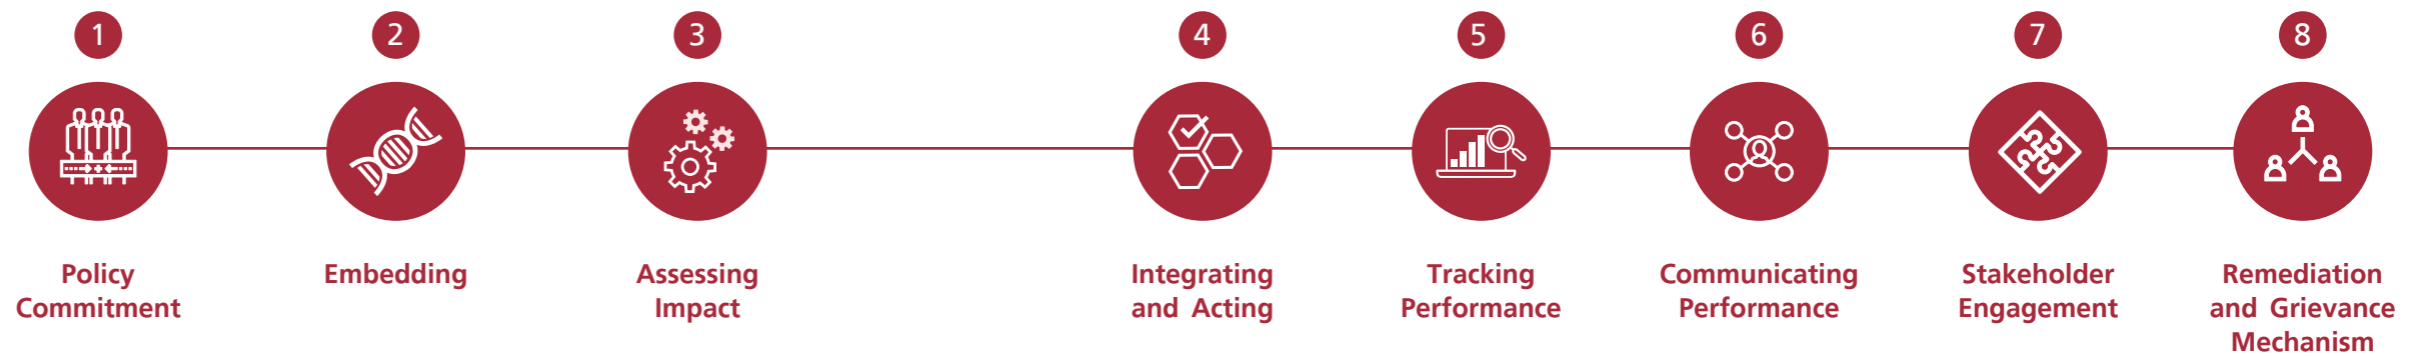 1
Policy
Commitment
2
Embedding
3
Assessing
Impact
4
Integrating
and Acting
5
Tracking
Performance
6
Communicating
Performance
7
Stakeholder
Engagement
8
Remediation
and Grievance
Mechanism